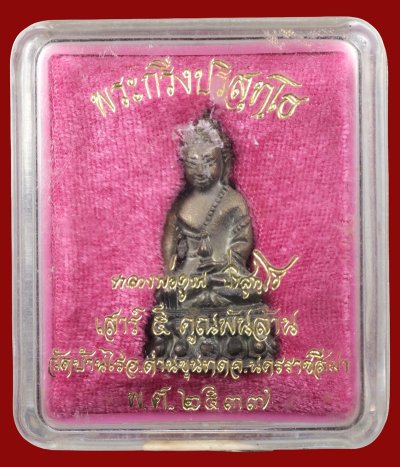 พระกริ่งปริสุทฺโธ
หลวงพ่อคูณ ปริสุทฺโธ
เสาร์ ๕ คูณพันล้าน
วัดบ้านไร่ อ.ด่านขุนทด จ.นครราชสีมา
พ.ศ. ๒๕๓๗